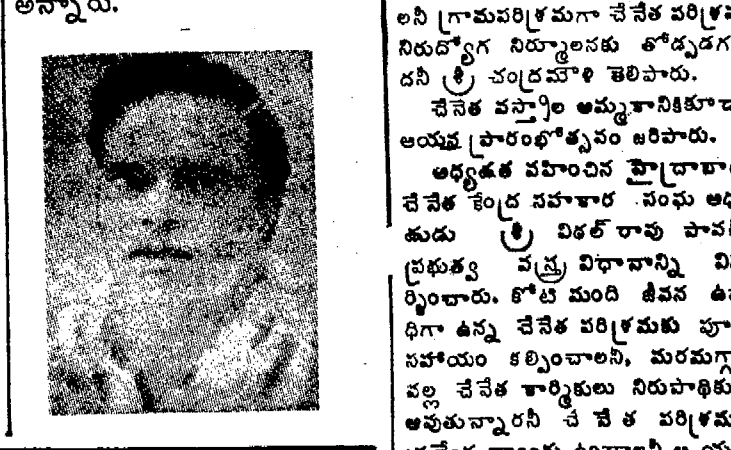 అన్నారు.
లనీ గ్రామపరిశ్రమగా చేనేత పరిశ్రమ
నిరుద్యోగ నిర్మూలనకు తోడ్పడగ
దనీ శ్రీ చంద్రమౌళి తెలిపారు.
చేనేత వస్త్రాల అమ్మకానికికూడ
ఆయన ప్రారంభోత్సవం జరిపారు.
అధ్యక్షత వహించిన హైద్రాబా
చేనేత కేంద్ర సహకార సంఘ అధ్య
క్షుడు శ్రీ విఠల్ రావు పావ
ప్రభుత్వ వస్త్ర విధానాన్ని వి
ర్శించారు. కోటి మంది జీవన ఉ
ధిగా ఉన్న చేనేత పరిశ్రమకు పూ
సహాయం కల్పించాలనీ, మరమగ్గా
వల్ల చేనేత కార్మికులు నిరుపాధికు
అవుతున్నారనీ చేనేత పరిశ్రమ